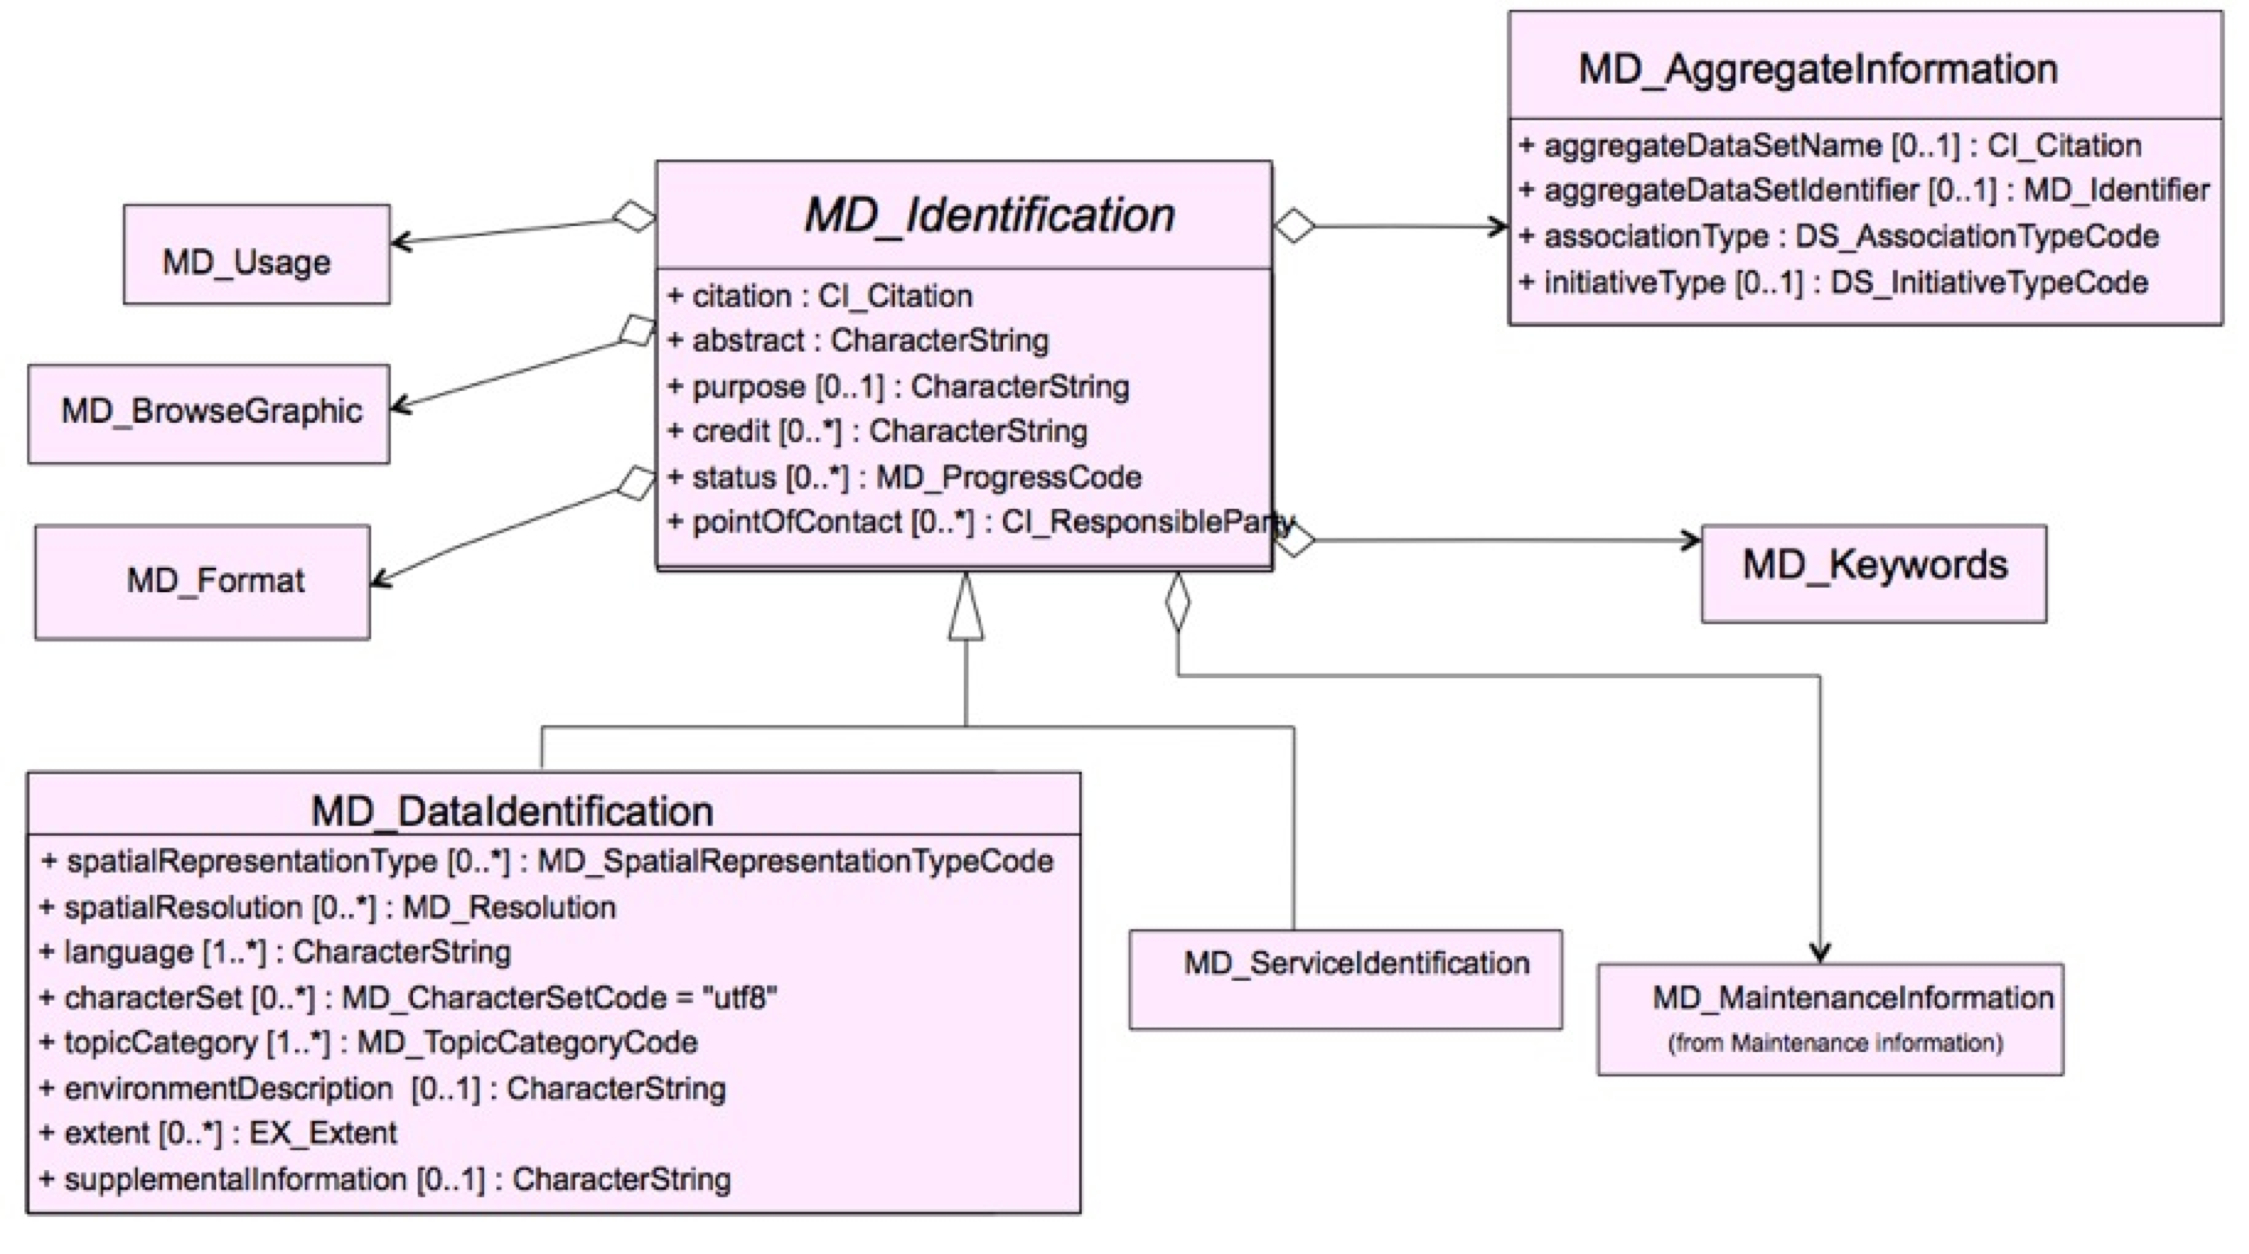 MD_AggregateInformation
+ aggregateDataSetName [0..1] : CI_Citation
+ aggregateDataSetIdentifier [0..1] : MD_Identifier
+ associationType : DS_AssociationTypeCode
+ initiativeType [0..1] : DS_InitiativeTypeCode
MD_Identification
+ citation : CI_Citation
+ abstract : CharacterString
+ purpose [0..1] : CharacterString
+ credit [0..*] : CharacterString
+ status [0..*] : MD_ProgressCode
+ pointOfContact [0..*] : CI_ResponsibleParty
MD_Usage
MD_BrowseGraphic
MD_Format
MD_Keywords
MD_DataIdentification
+ spatialRepresentationType [0..*] : MD_SpatialRepresentationTypeCode
+ spatialResolution [0..*] : MD_Resolution
+ language [1..*] : CharacterString
+ characterSet [0..*] : MD_CharacterSetCode = "utf8"
+ topicCategory [1..*] : MD_TopicCategoryCode
+ environmentDescription [0..1] : CharacterString
+ extent [0..*] : EX_Extent
+ supplementalInformation [0..1] : CharacterString
MD_ServiceIdentification
MD_MaintenanceInformation
(from Maintenance information)